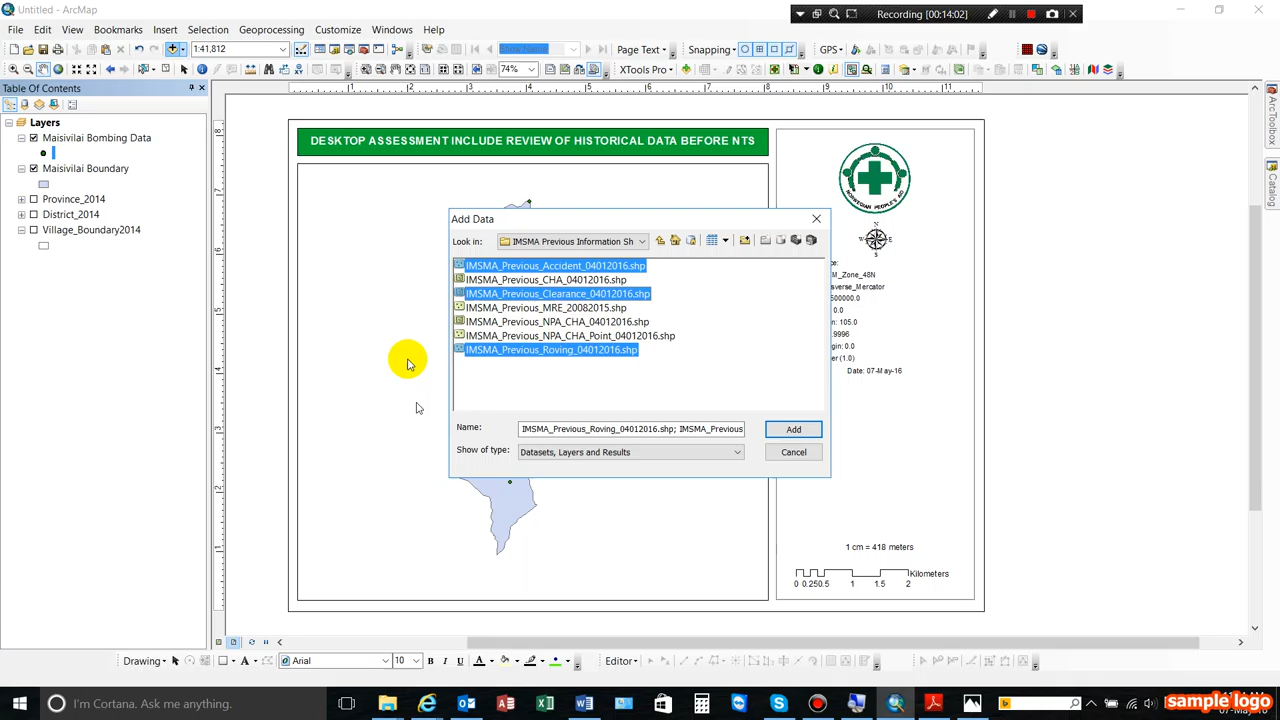 Untitled - ArcMap
Recording [00:14:02]
File Edit View Bookmarks Insert Selection Geoprocessing Customize Windows Help
1:41,812
Page Text
Snapping
GPS
74%
XTools Pro
Table Of Contents
Layers
Maisivilai Bombing Data
Maisivilai Boundary
Province_2014
District_2014
Village_Boundary2014
DESKTOP ASSESSMENT INCLUDE REVIEW OF HISTORICAL DATA BEFORE NTS
NORWEGIAN PEOPLE'S AID
N
W E
S
M_Zone_48N
sverse_Mercator
500000.0
0.0
105.0
.9996
gin: 0.0
er (1.0)
Date: 07-May-16
1 cm = 418 meters
Kilometers
0 0.250.5 1 1.5 2
Add Data
Look in: IMSMA Previous Information Sh
IMSMA_Previous_Accident_04012016.shp
IMSMA_Previous_CHA_04012016.shp
IMSMA_Previous_Clearance_04012016.shp
IMSMA_Previous_MRE_20082015.shp
IMSMA_Previous_NPA_CHA_04012016.shp
IMSMA_Previous_NPA_CHA_Point_04012016.shp
IMSMA_Previous_Roving_04012016.shp
Name: IMSMA_Previous_Roving_04012016.shp; IMSMA_Previous
Add
Show of type: Datasets, Layers and Results
Cancel
ArcToolbox
Catalog
Drawing
Arial
10
B I U A
Editor
I'm Cortana. Ask me anything.
sample logo